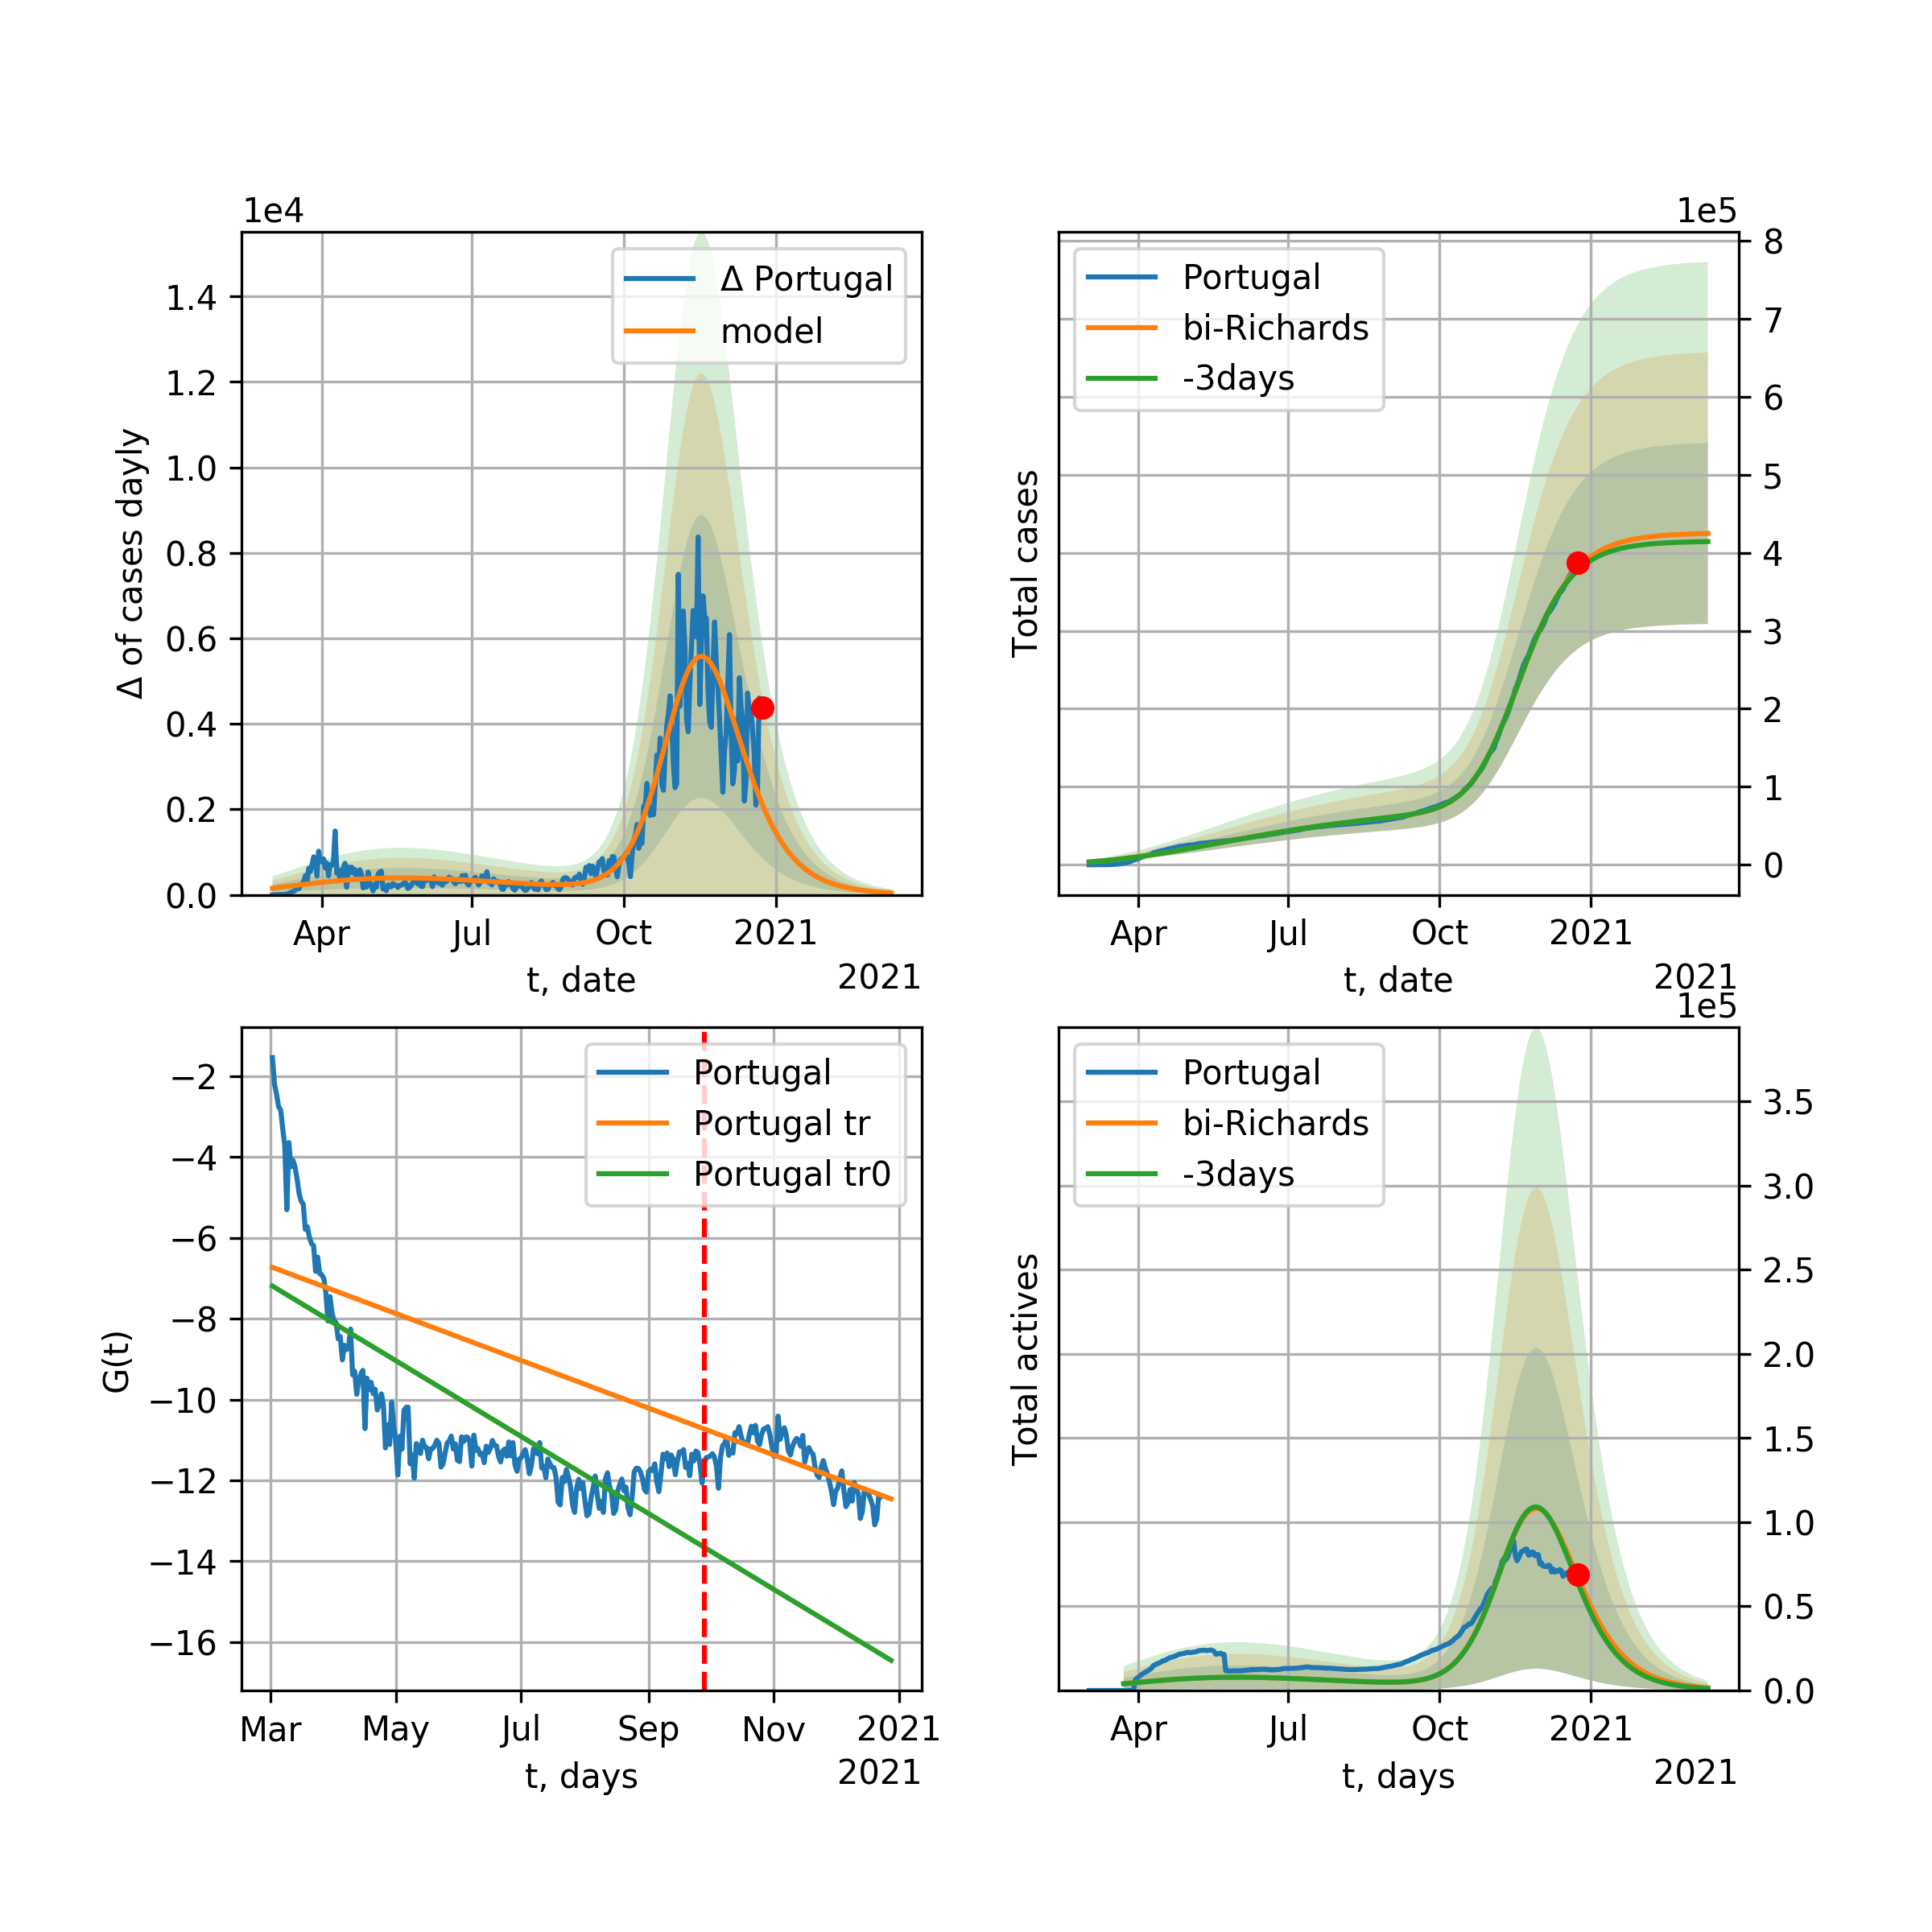 1e4
Δ Portugal
model
1.4
1.2
1.0
0.8
0.6
0.4
0.2
0.0
Δ of cases dayly
Apr Jul Oct 2021
t, date
2021
1e5
Portugal
bi-Richards
-3days
8
7
6
5
4
3
2
1
0
Total cases
Apr Jul Oct 2021
t, date
2021
Portugal
Portugal tr
Portugal tr0
−2
−4
−6
−8
−10
−12
−14
−16
G(t)
Mar May Jul Sep Nov 2021
t, days
2021
1e5
Portugal
bi-Richards
-3days
3.5
3.0
2.5
2.0
1.5
1.0
0.5
0.0
Total actives
Apr Jul Oct 2021
t, days
2021